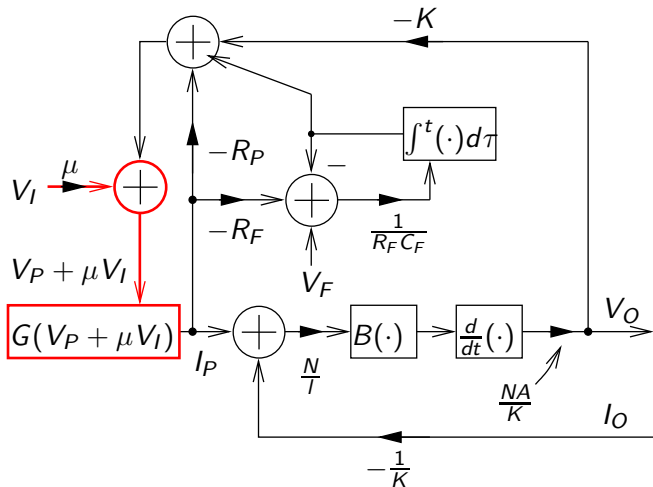 −K
+
∫ᵗ(·)dτ
−R_P
−
μ
V_I
+
+
−R_F
1/(R_F C_F)
V_P + μV_I
V_F
G(V_P + μV_I)
I_P
+
N/l
B(·)
d/dt(·)
V_O
NA/K
I_O
−1/K